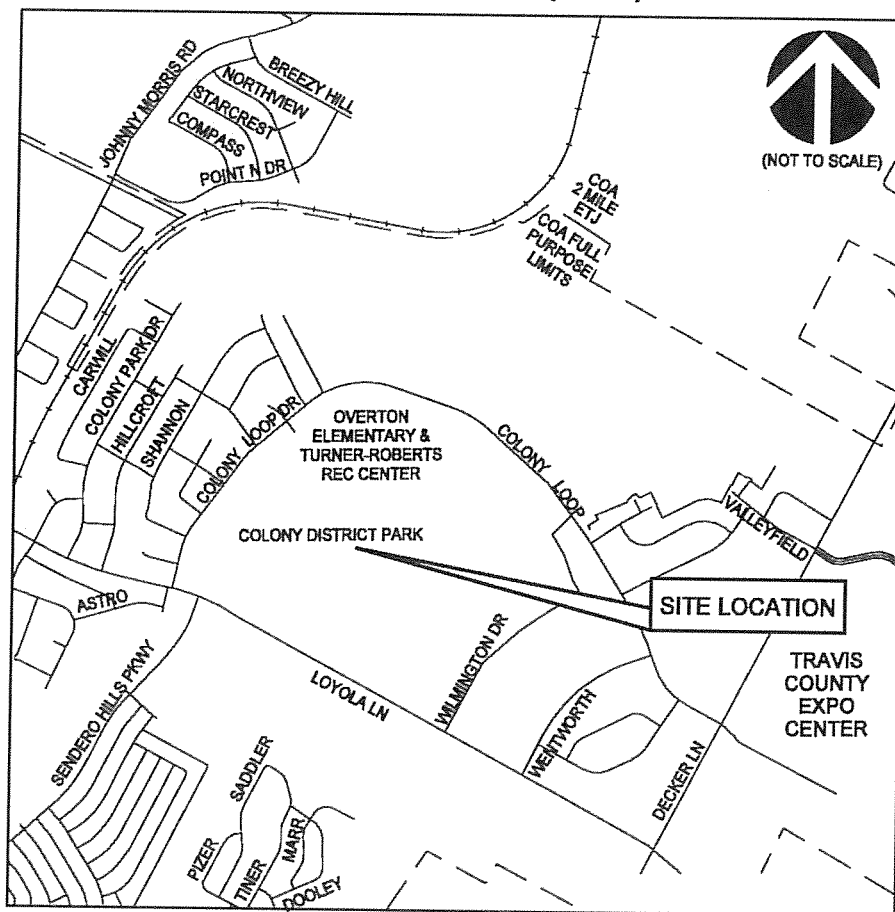 JOHNNY MORRIS RD
BREEZY HILL
NORTHVIEW
STARCREST
COMPASS
POINT N DR
(NOT TO SCALE)
COA
2 MILE
ETJ
COA FULL
PURPOSE
LIMITS
CARWILL
COLONY PARK DR
HILLCROFT
SHANNON
COLONY LOOP DR
OVERTON
ELEMENTARY &
TURNER-ROBERTS
REC CENTER
COLONY LOOP
VALLEYFIELD
COLONY DISTRICT PARK
SITE LOCATION
ASTRO
WILMINGTON DR
LOYOLA LN
SENDERO HILLS PKWY
WENTWORTH
TRAVIS
COUNTY
EXPO
CENTER
DECKER LN
SADDLER
PIZER
TINER
MARR
DOOLEY